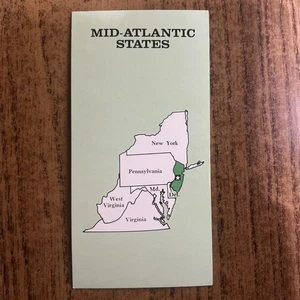 MID-ATLANTIC
STATES
New York
Pennsylvania
Md.
Del.
West
Virginia
Virginia